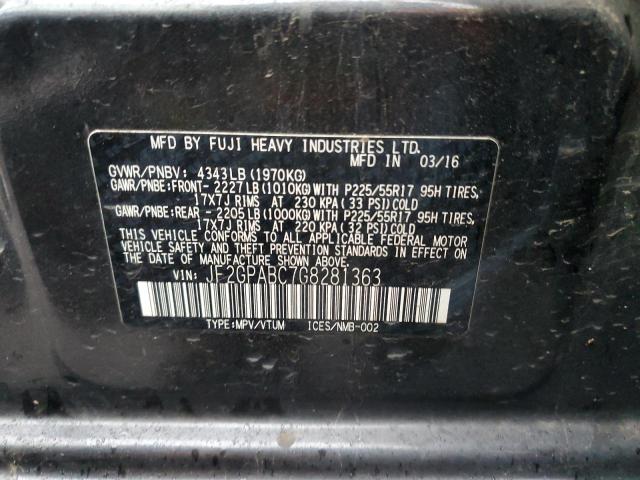 MFD BY FUJI HEAVY INDUSTRIES LTD.
MFD IN 03/16
GVWR/PNBV: 4343LB (1970KG)
GAWR/PNBE: FRONT- 2227LB (1010KG) WITH P225/55R17 95H TIRES,
17X7J RIMS AT 230 KPA (33 PSI) COLD
GAWR/PNBE: REAR - 2205LB (1000KG) WITH P225/55R17 95H TIRES,
17X7J RIMS AT 220 KPA (32 PSI) COLD
THIS VEHICLE CONFORMS TO ALL APPLICABLE FEDERAL MOTOR
VEHICLE SAFETY AND THEFT PREVENTION STANDARDS IN EFFECT ON
THE DATE OF MANUFACTURE SHOWN ABOVE.
VIN: JF2GPABC7G8281363
TYPE:MPV/VTUM ICES/NMB-002